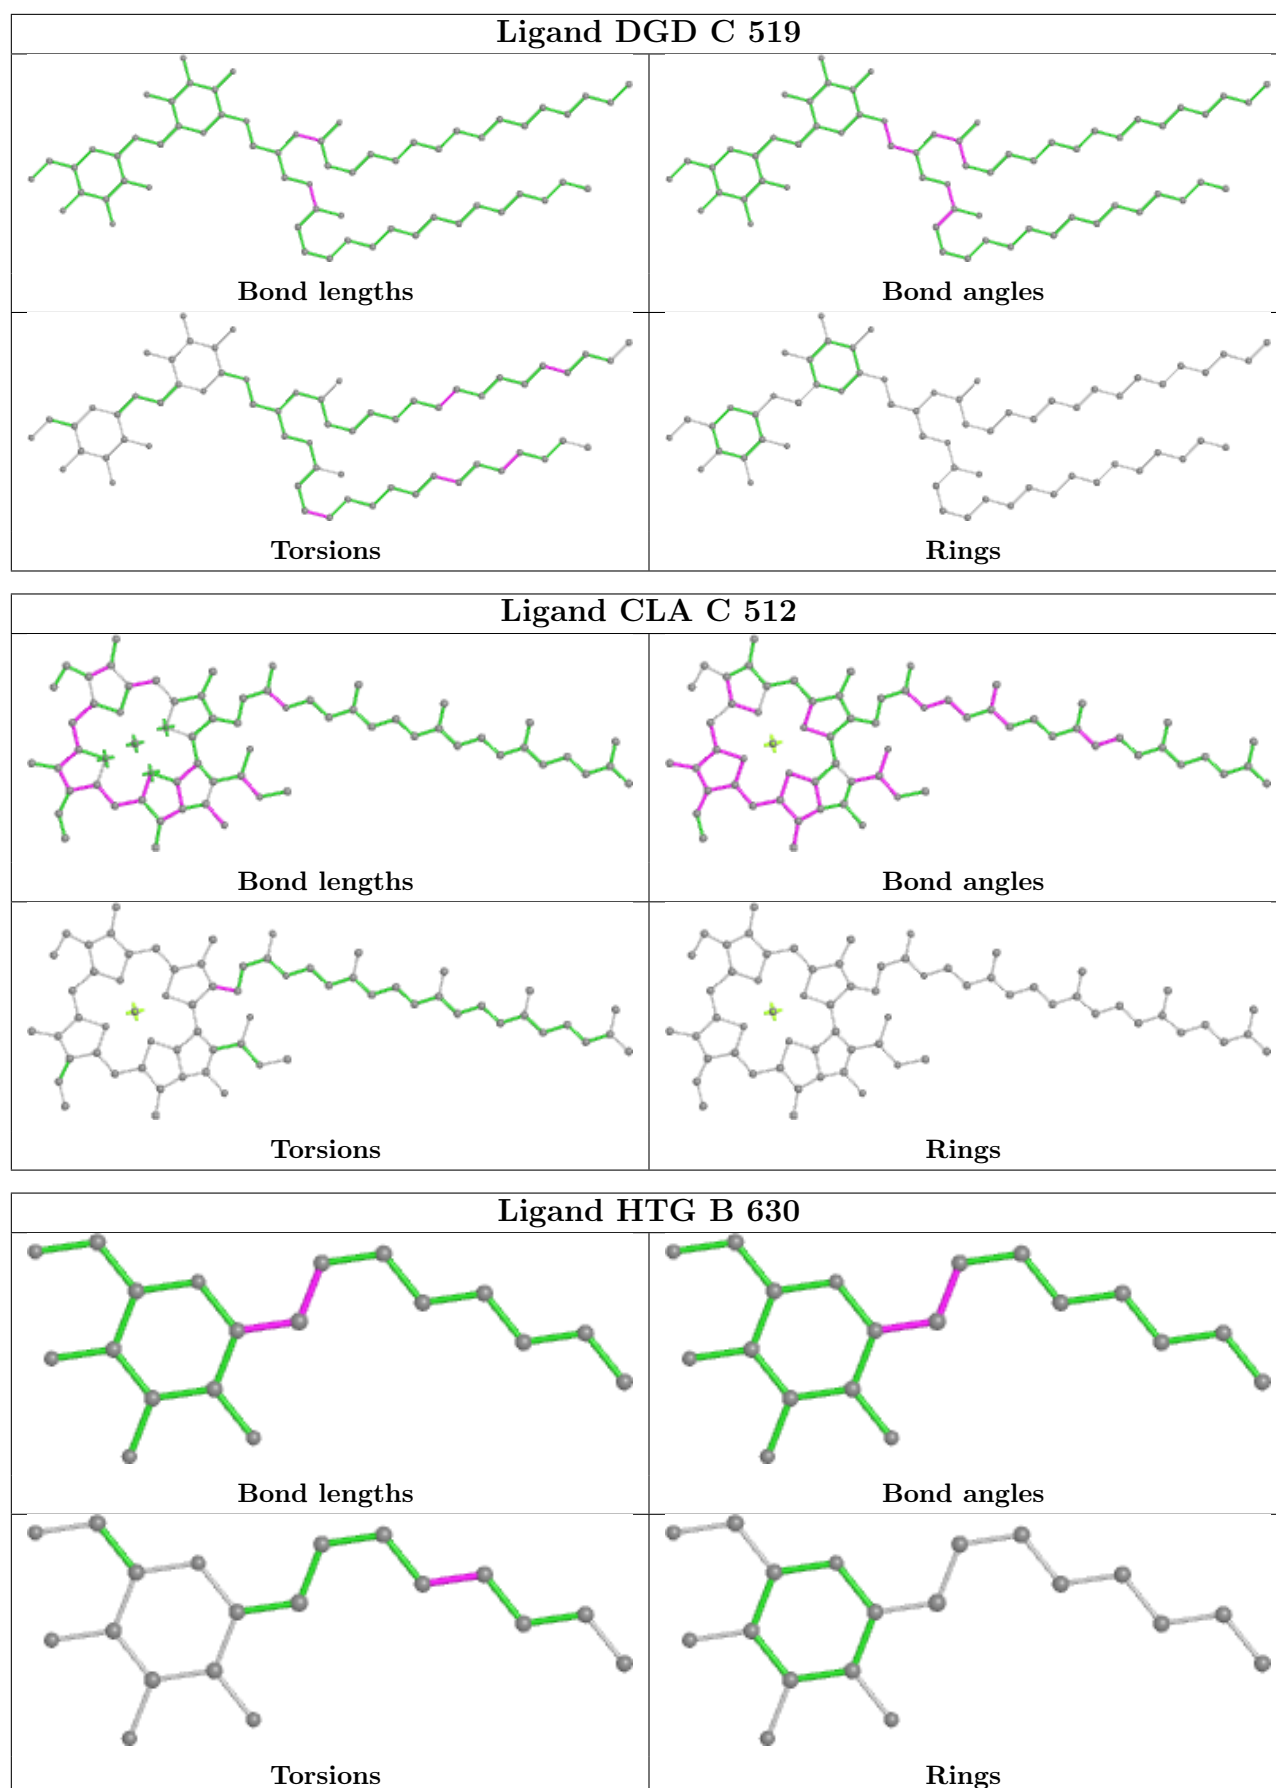 Ligand DGD C 519
Bond lengths
Bond angles
Torsions
Rings
Ligand CLA C 512
Bond lengths
Bond angles
Torsions
Rings
Ligand HTG B 630
Bond lengths
Bond angles
Torsions
Rings